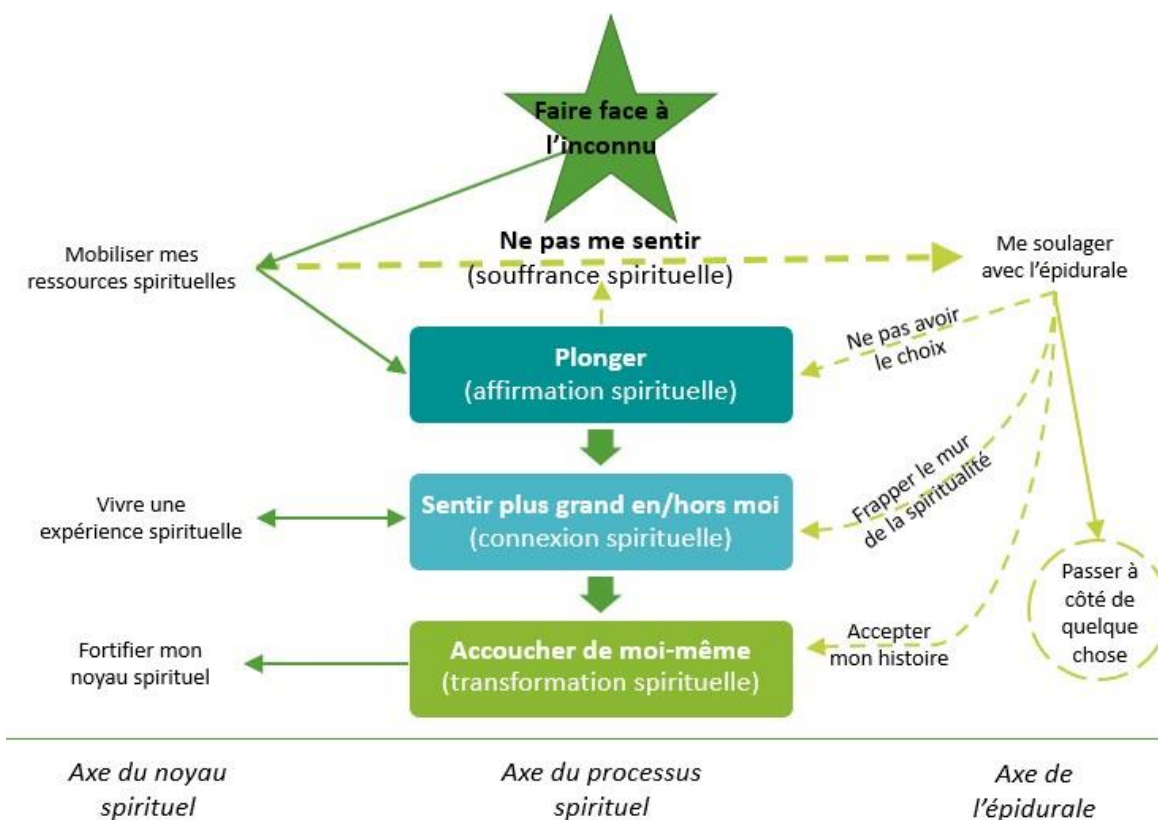 Faire face à
l'inconnu
Mobiliser mes
ressources spirituelles
Ne pas me sentir
(souffrance spirituelle)
Me soulager
avec l'épidurale
Plonger
(affirmation spirituelle)
Ne pas avoir
le choix
Vivre une
expérience spirituelle
Sentir plus grand en/hors moi
(connexion spirituelle)
Frapper le mur
de la spiritualité
Passer à
côté de
quelque
chose
Fortifier mon
noyau spirituel
Accoucher de moi-même
(transformation spirituelle)
Accepter
mon histoire
Axe du noyau
spirituel
Axe du processus
spirituel
Axe de
l'épidurale